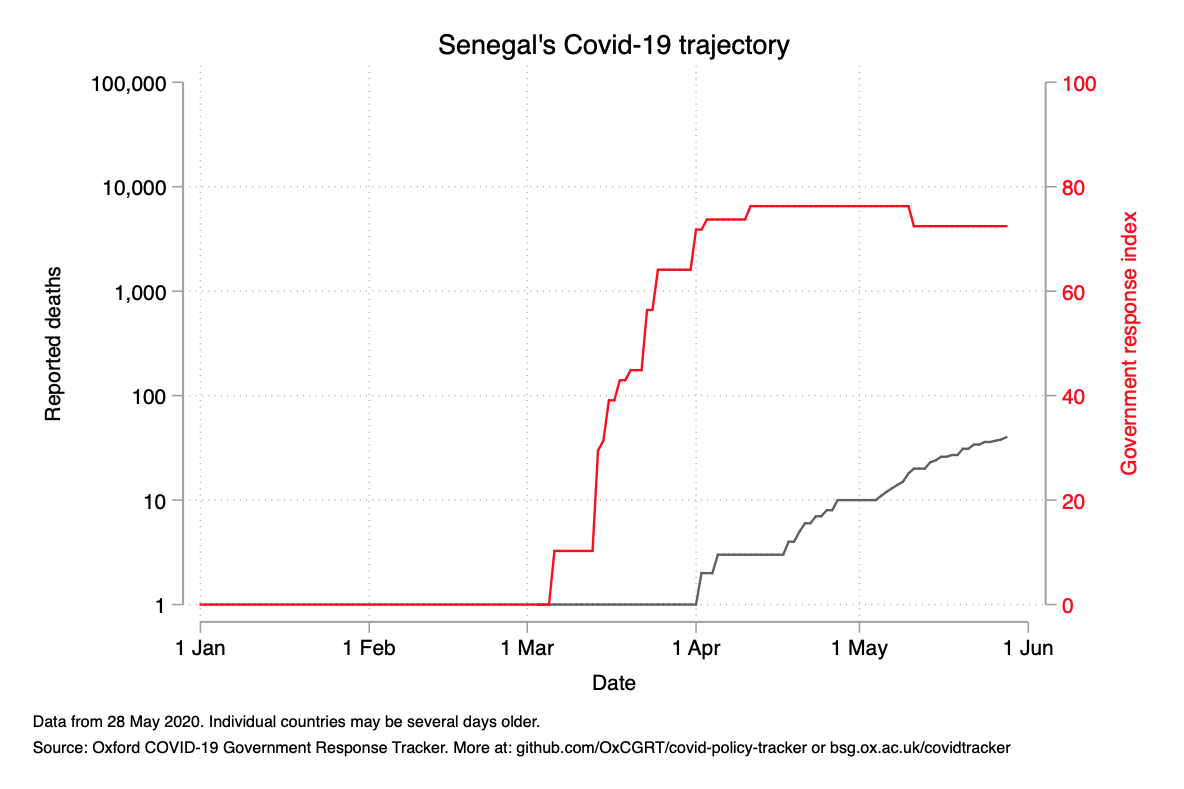 Senegal's Covid-19 trajectory
100,000
10,000
1,000
100
10
1
Reported deaths
100
80
60
40
20
0
Government response index
1 Jan 1 Feb 1 Mar 1 Apr 1 May 1 Jun
Date
Data from 28 May 2020. Individual countries may be several days older.
Source: Oxford COVID-19 Government Response Tracker. More at: github.com/OxCGRT/covid-policy-tracker or bsg.ox.ac.uk/covidtracker